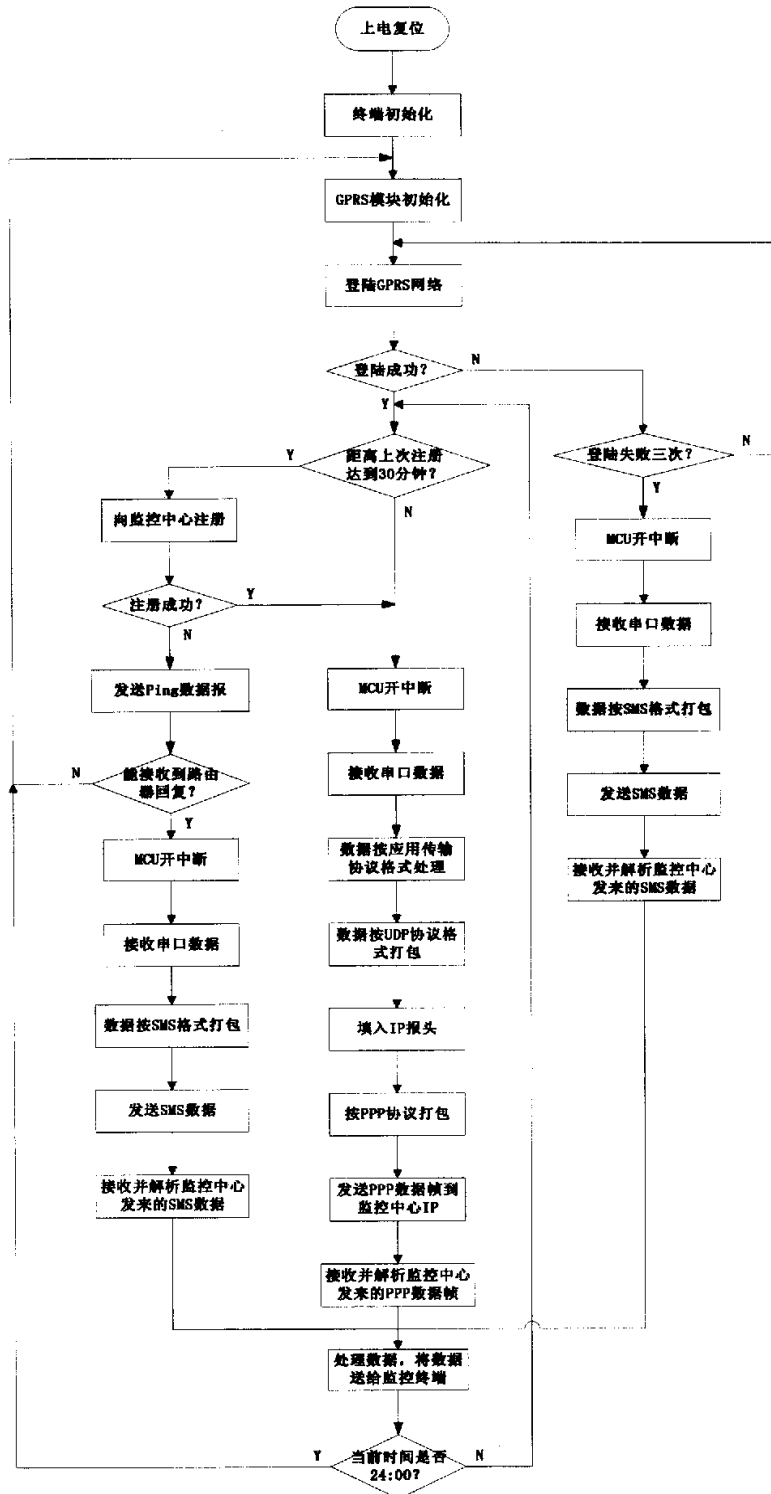 上电复位
终端初始化
GPRS模块初始化
登陆GPRS网络
登陆成功?
N
Y
距离上次注册
达到30分钟?
Y
N
登陆失败三次?
N
Y
向监控中心注册
注册成功?
Y
N
发送Ping数据报
能接收到路由
器回复?
N
Y
MCU开中断
接收串口数据
数据按SMS格式打包
发送SMS数据
接收并解析监控中心
发来的SMS数据
MCU开中断
接收串口数据
数据按应用传输
协议格式处理
数据按UDP协议格
式打包
填入IP报头
按PPP协议打包
发送PPP数据帧到
监控中心IP
接收并解析监控中心
发来的PPP数据帧
MCU开中断
接收串口数据
数据按SMS格式打包
发送SMS数据
接收并解析监控中心
发来的SMS数据
处理数据,将数据
送给监控终端
当前时间是否
24:00?
Y
N